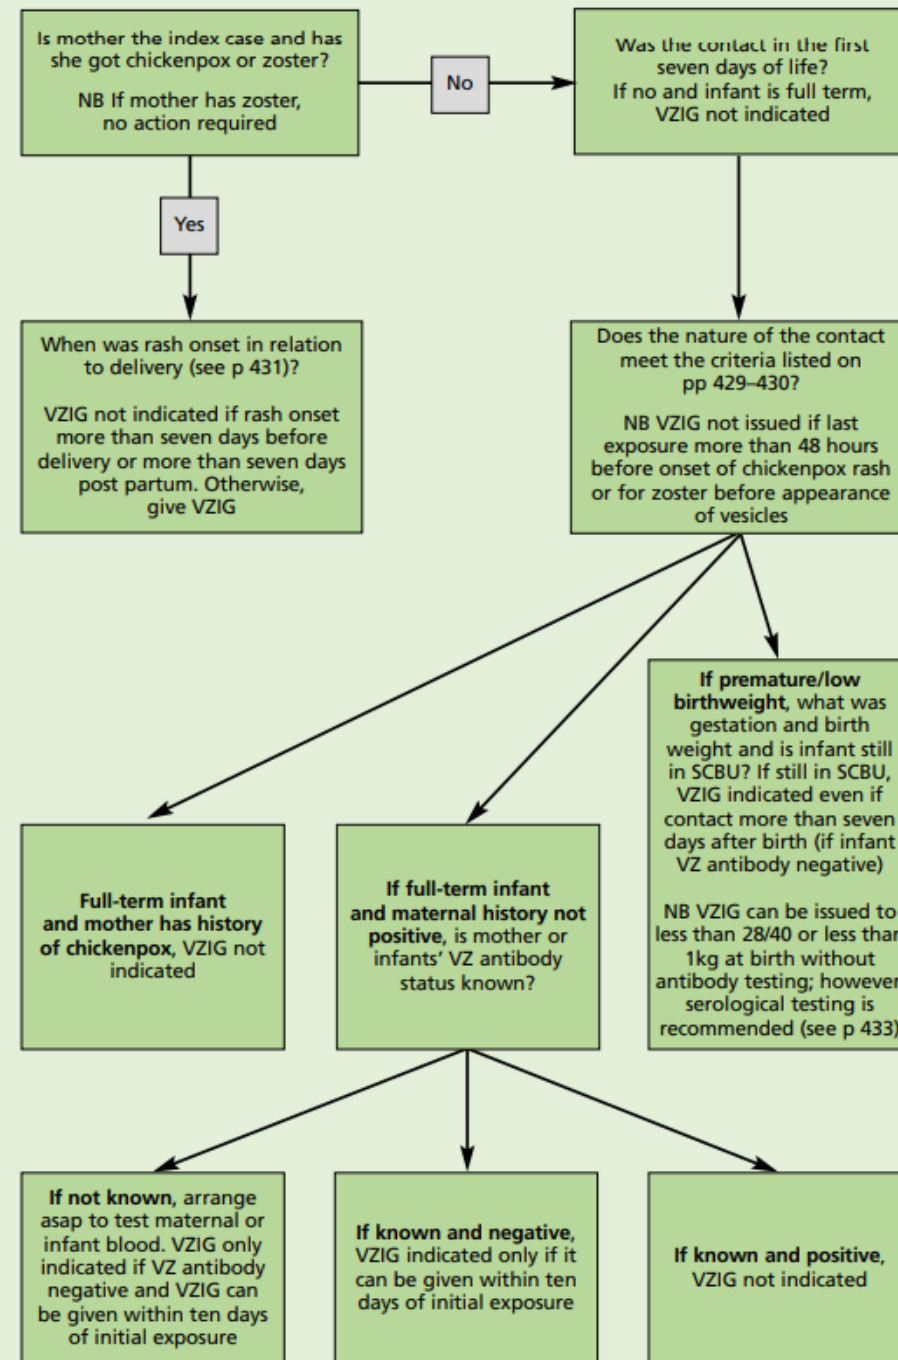 Is mother the index case and has
she got chickenpox or zoster?
NB If mother has zoster,
no action required
No
Was the contact in the first
seven days of life?
If no and infant is full term,
VZIG not indicated
Yes
When was rash onset in relation
to delivery (see p 431)?
VZIG not indicated if rash onset
more than seven days before
delivery or more than seven days
post partum. Otherwise,
give VZIG
Does the nature of the contact
meet the criteria listed on
pp 429–430?
NB VZIG not issued if last
exposure more than 48 hours
before onset of chickenpox rash
or for zoster before appearance
of vesicles
If premature/low
birthweight, what was
gestation and birth
weight and is infant still
in SCBU? If still in SCBU,
VZIG indicated even if
contact more than seven
days after birth (if infant
VZ antibody negative)
NB VZIG can be issued to
less than 28/40 or less than
1kg at birth without
antibody testing; however
serological testing is
recommended (see p 433)
Full-term infant
and mother has history
of chickenpox, VZIG not
indicated
If full-term infant
and maternal history not
positive, is mother or
infants' VZ antibody
status known?
If not known, arrange
asap to test maternal or
infant blood. VZIG only
indicated if VZ antibody
negative and VZIG can
be given within ten days
of initial exposure
If known and negative,
VZIG indicated only if it
can be given within ten
days of initial exposure
If known and positive,
VZIG not indicated